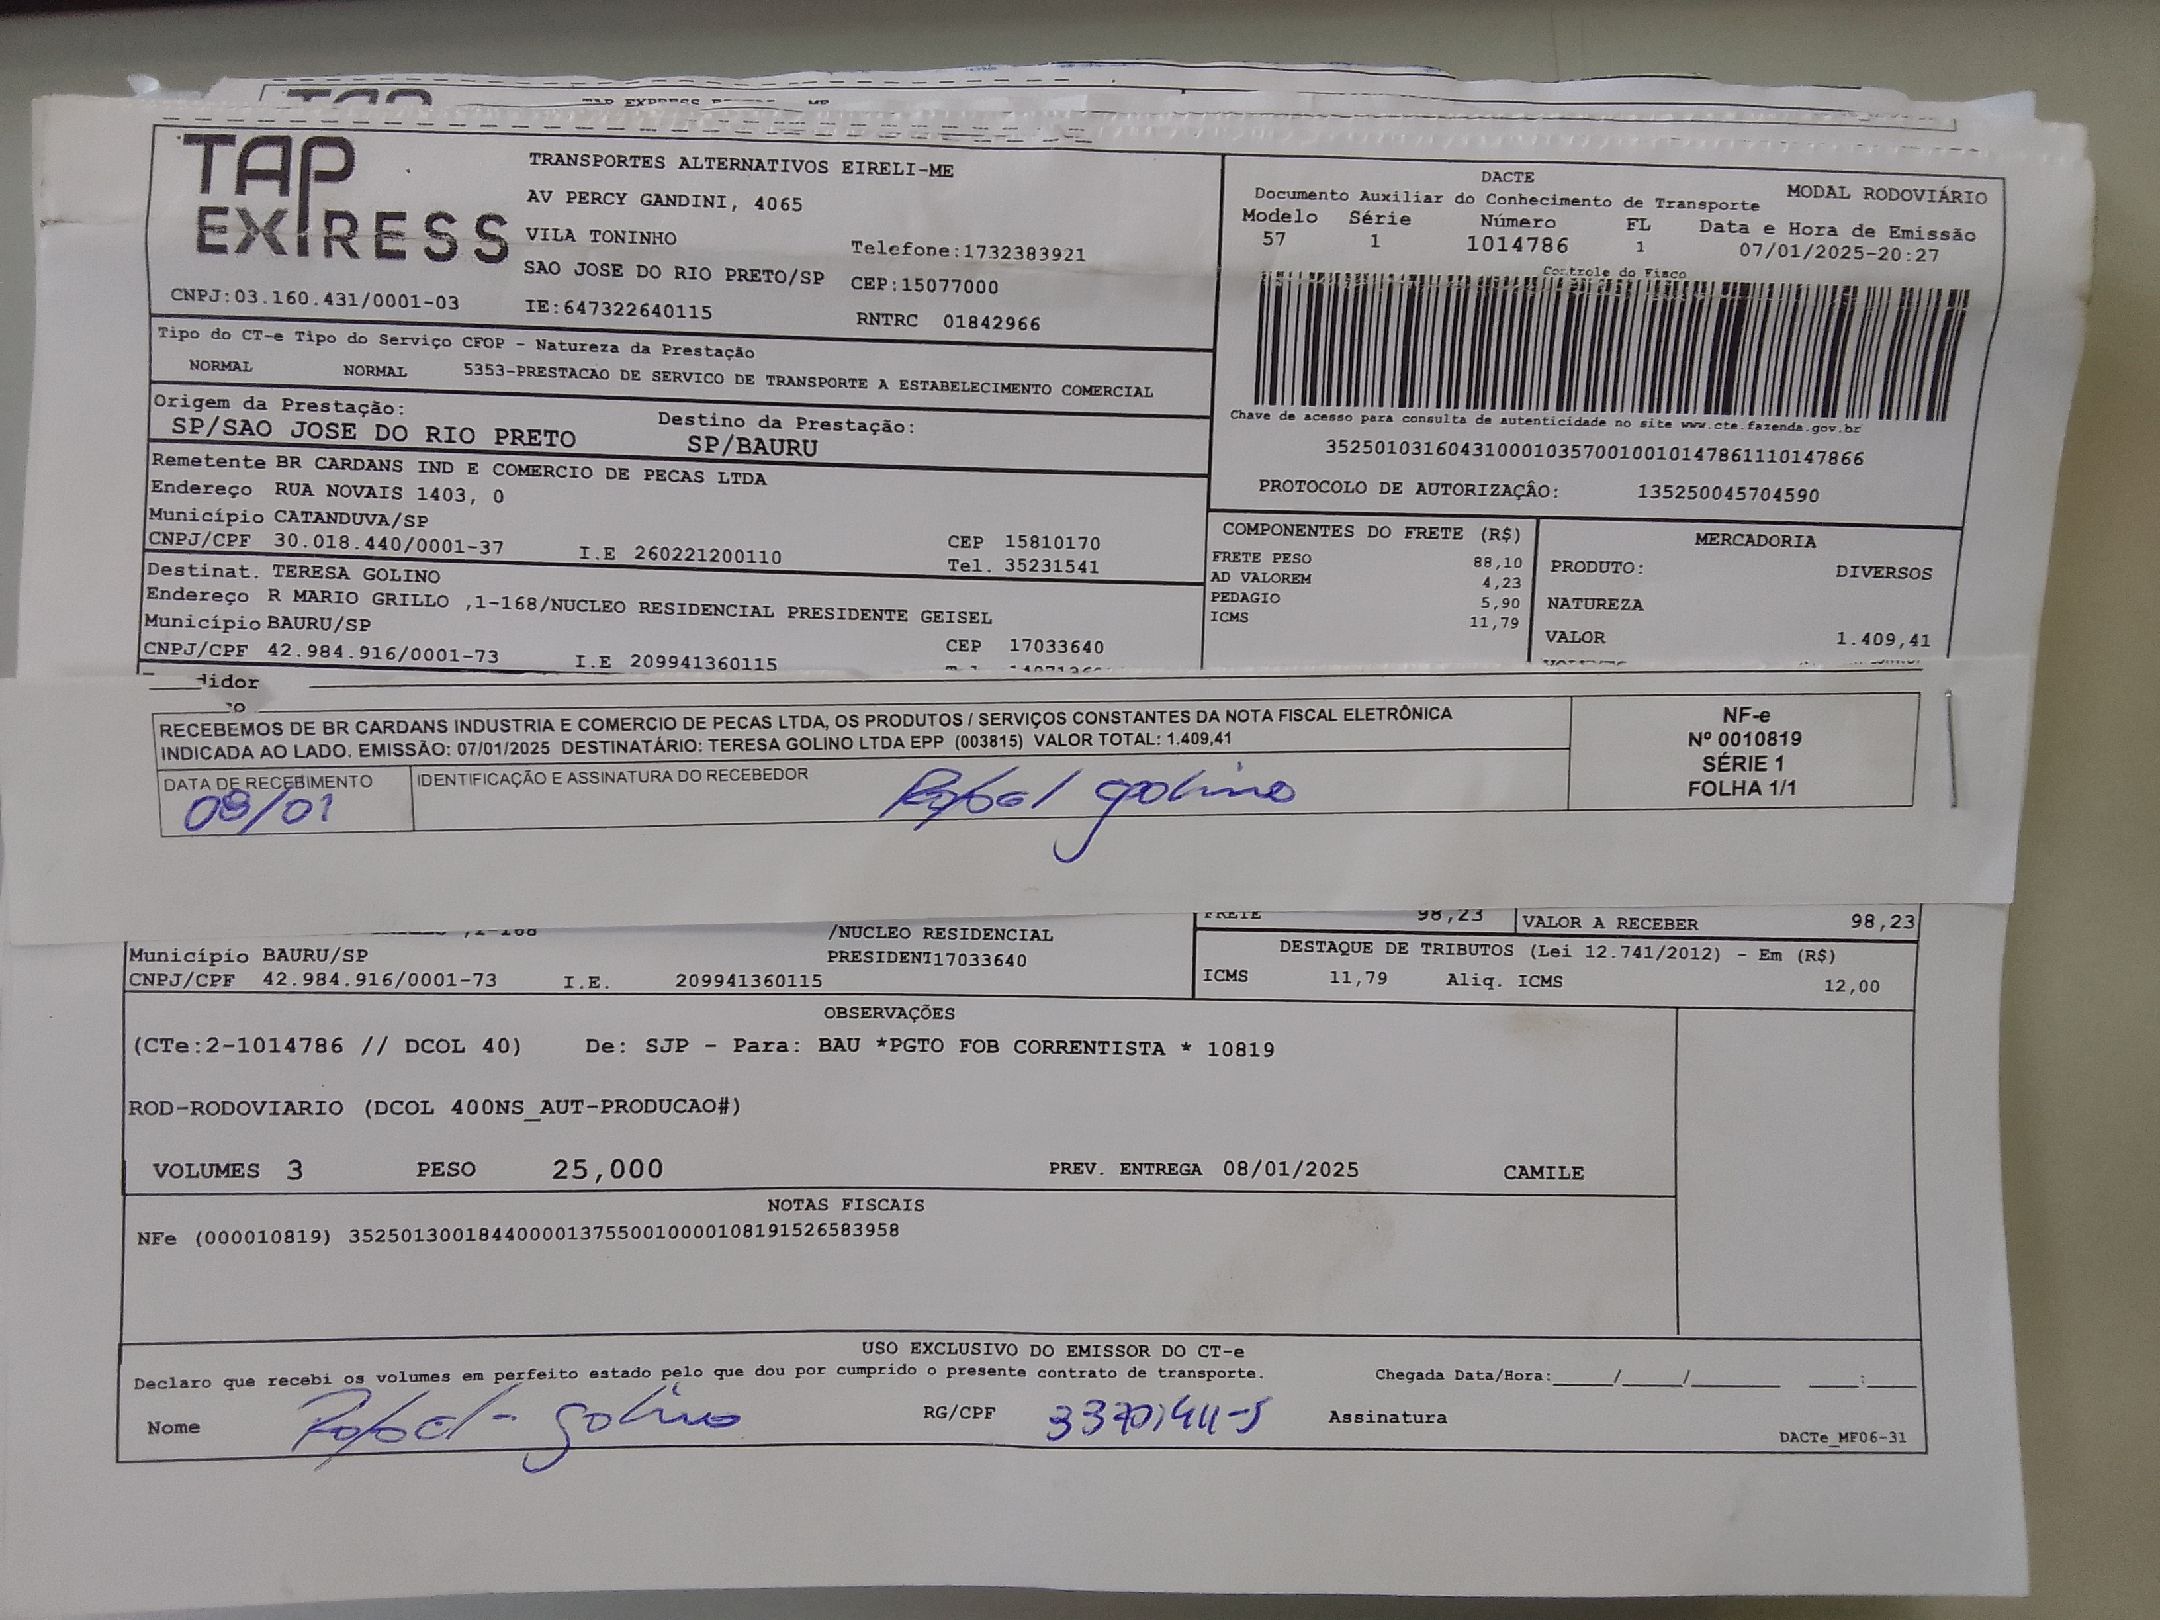 TAP EXPRESS
TRANSPORTES ALTERNATIVOS EIRELI-ME
AV PERCY GANDINI, 4065
VILA TONINHO Telefone:1732383921
SAO JOSE DO RIO PRETO/SP CEP:15077000
CNPJ:03.160.431/0001-03 IE:647322640115 RNTRC 01842966
DACTE
Documento Auxiliar do Conhecimento de Transporte MODAL RODOVIÁRIO
Modelo Série Número FL Data e Hora de Emissão
57 1 1014786 1 07/01/2025-20:27
Controle do Fisco
Chave de acesso para consulta de autenticidade no site www.cte.fazenda.gov.br
35250103160431000103570010010147861110147866
PROTOCOLO DE AUTORIZAÇÂO: 135250045704590
Tipo do CT-e Tipo do Serviço CFOP - Natureza da Prestação
NORMAL NORMAL 5353-PRESTACAO DE SERVICO DE TRANSPORTE A ESTABELECIMENTO COMERCIAL
Origem da Prestação: Destino da Prestação:
SP/SAO JOSE DO RIO PRETO SP/BAURU
Remetente BR CARDANS IND E COMERCIO DE PECAS LTDA
Endereço RUA NOVAIS 1403, 0
Município CATANDUVA/SP CEP 15810170
CNPJ/CPF 30.018.440/0001-37 I.E 260221200110 Tel. 35231541
Destinat. TERESA GOLINO
Endereço R MARIO GRILLO ,1-168/NUCLEO RESIDENCIAL PRESIDENTE GEISEL
Município BAURU/SP CEP 17033640
CNPJ/CPF 42.984.916/0001-73 I.E 209941360115
COMPONENTES DO FRETE (R$)
FRETE PESO 88,10
AD VALOREM 4,23
PEDAGIO 5,90
ICMS 11,79
MERCADORIA
PRODUTO: DIVERSOS
NATUREZA
VALOR 1.409,41
RECEBEMOS DE BR CARDANS INDUSTRIA E COMERCIO DE PECAS LTDA, OS PRODUTOS / SERVIÇOS CONSTANTES DA NOTA FISCAL ELETRÔNICA
INDICADA AO LADO. EMISSÃO: 07/01/2025 DESTINATÁRIO: TERESA GOLINO LTDA EPP (003815) VALOR TOTAL: 1.409,41
DATA DE RECEBIMENTO IDENTIFICAÇÃO E ASSINATURA DO RECEBEDOR
08/01 Rafael golino
NF-e
Nº 0010819
SÉRIE 1
FOLHA 1/1
FRETE 98,23 VALOR A RECEBER 98,23
,1-168 /NUCLEO RESIDENCIAL
Município BAURU/SP PRESIDENT17033640
CNPJ/CPF 42.984.916/0001-73 I.E. 209941360115
DESTAQUE DE TRIBUTOS (Lei 12.741/2012) - Em (R$)
ICMS 11,79 Aliq. ICMS 12,00
OBSERVAÇÕES
(CTe:2-1014786 // DCOL 40) De: SJP - Para: BAU *PGTO FOB CORRENTISTA * 10819
ROD-RODOVIARIO (DCOL 400NS_AUT-PRODUCAO#)
VOLUMES 3 PESO 25,000 PREV. ENTREGA 08/01/2025 CAMILE
NOTAS FISCAIS
NFe (000010819) 35250130018440000137550010000108191526583958
USO EXCLUSIVO DO EMISSOR DO CT-e
Declaro que recebi os volumes em perfeito estado pelo que dou por cumprido o presente contrato de transporte. Chegada Data/Hora:____/____/________ ____:____
Nome Rafael - golino RG/CPF Assinatura
DACTe_MF06-31